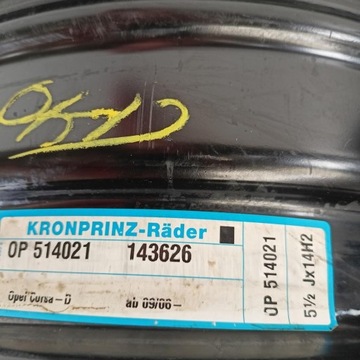 KRONPRINZ-Räder
OP 514021 143626
Opel Corsa-D ab 09/06-
OP 514021
5½ Jx14H2